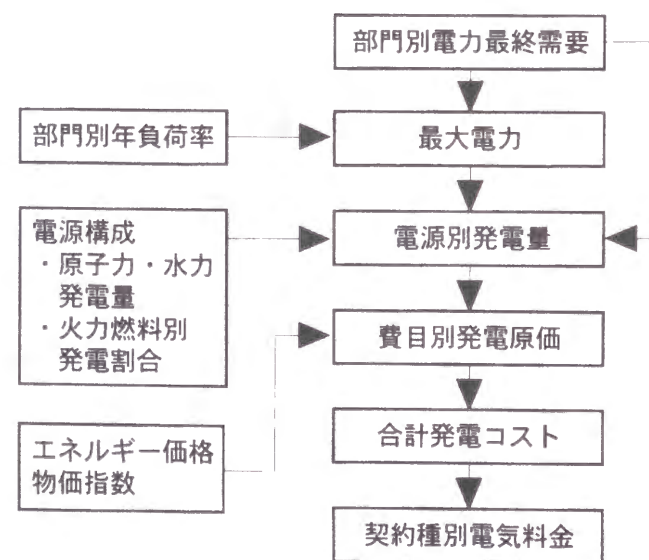 部門別電力最終需要
部門別年負荷率
最大電力
電源構成
・原子力・水力
発電量
・火力燃料別
発電割合
電源別発電量
費目別発電原価
エネルギー価格
物価指数
合計発電コスト
契約種別電気料金